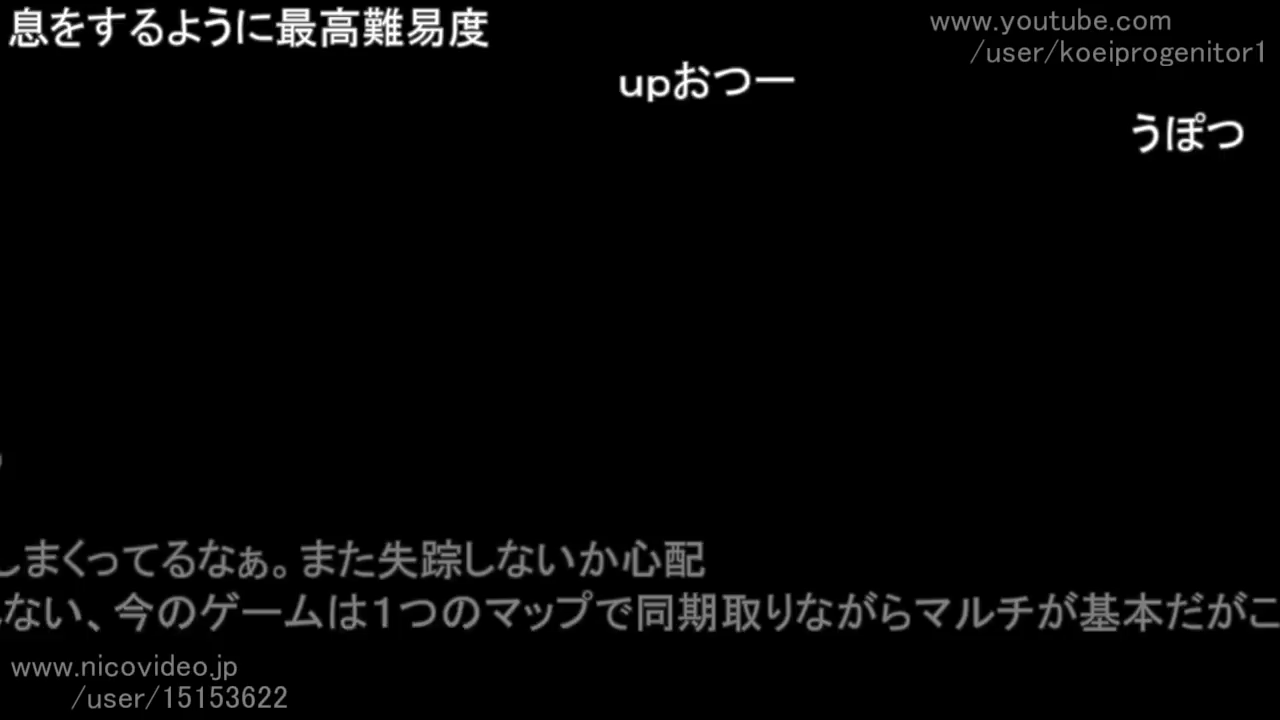 息をするように最高難易度
www.youtube.com
/user/koeiprogenitor1
upおつー
うぽつ
しまくってるなぁ。また失踪しないか心配
ない、今のゲームは１つのマップで同期取りながらマルチが基本だがこ
www.nicovideo.jp
/user/15153622